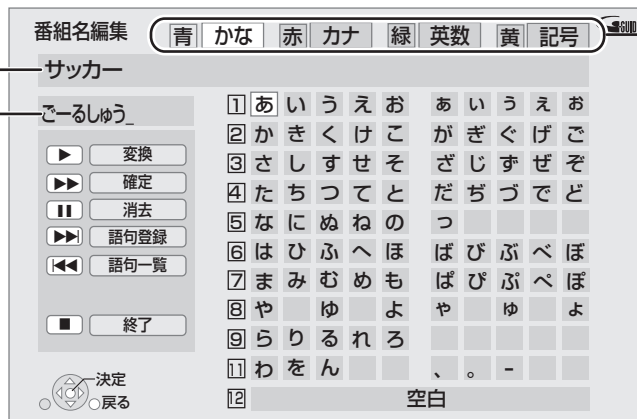 番組名編集 青 かな 赤 カナ 緑 英数 黄 記号 GUIDE
サッカー
ごーるしゅう_
1 あ い う え お ぁ ぃ ぅ ぇ ぉ
2 か き く け こ が ぎ ぐ げ ご
3 さ し す せ そ ざ じ ず ぜ ぞ
4 た ち つ て と だ ぢ づ で ど
5 な に ぬ ね の っ
6 は ひ ふ へ ほ ば び ぶ べ ぼ
7 ま み む め も ぱ ぴ ぷ ぺ ぽ
8 や ゆ よ ゃ ゅ ょ
9 ら り る れ ろ
11 わ を ん 、 。 -
12 空白
変換
確定
消去
語句登録
語句一覧
終了
決定
戻る